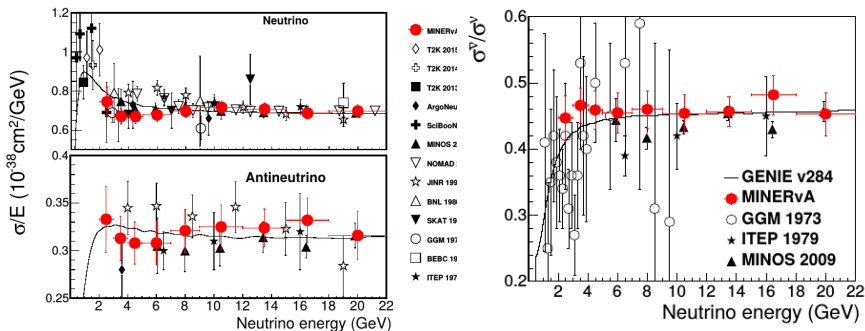 Neutrino
0.4
0.6
0.8
1
1.2
MINERvA
T2K 2015
T2K 2014
T2K 2013
ArgoNeu
SciBooN
MINOS 2
NOMAD
JINR 199
BNL 198
SKAT 19
GGM 197
BEBC 19
ITEP 197
σ/E (10⁻³⁸cm²/GeV)
Antineutrino
0.25
0.3
0.35
0.4
2 4 6 8 10 12 14 16 18 20 22
Neutrino energy (GeV)
σ^ν̅/σ^ν
0.6
0.5
0.4
0.3
0.2
GENIE v284
MINERvA
GGM 1973
ITEP 1979
MINOS 2009
2 4 6 8 10 12 14 16 18 20 22
Neutrino energy (GeV)